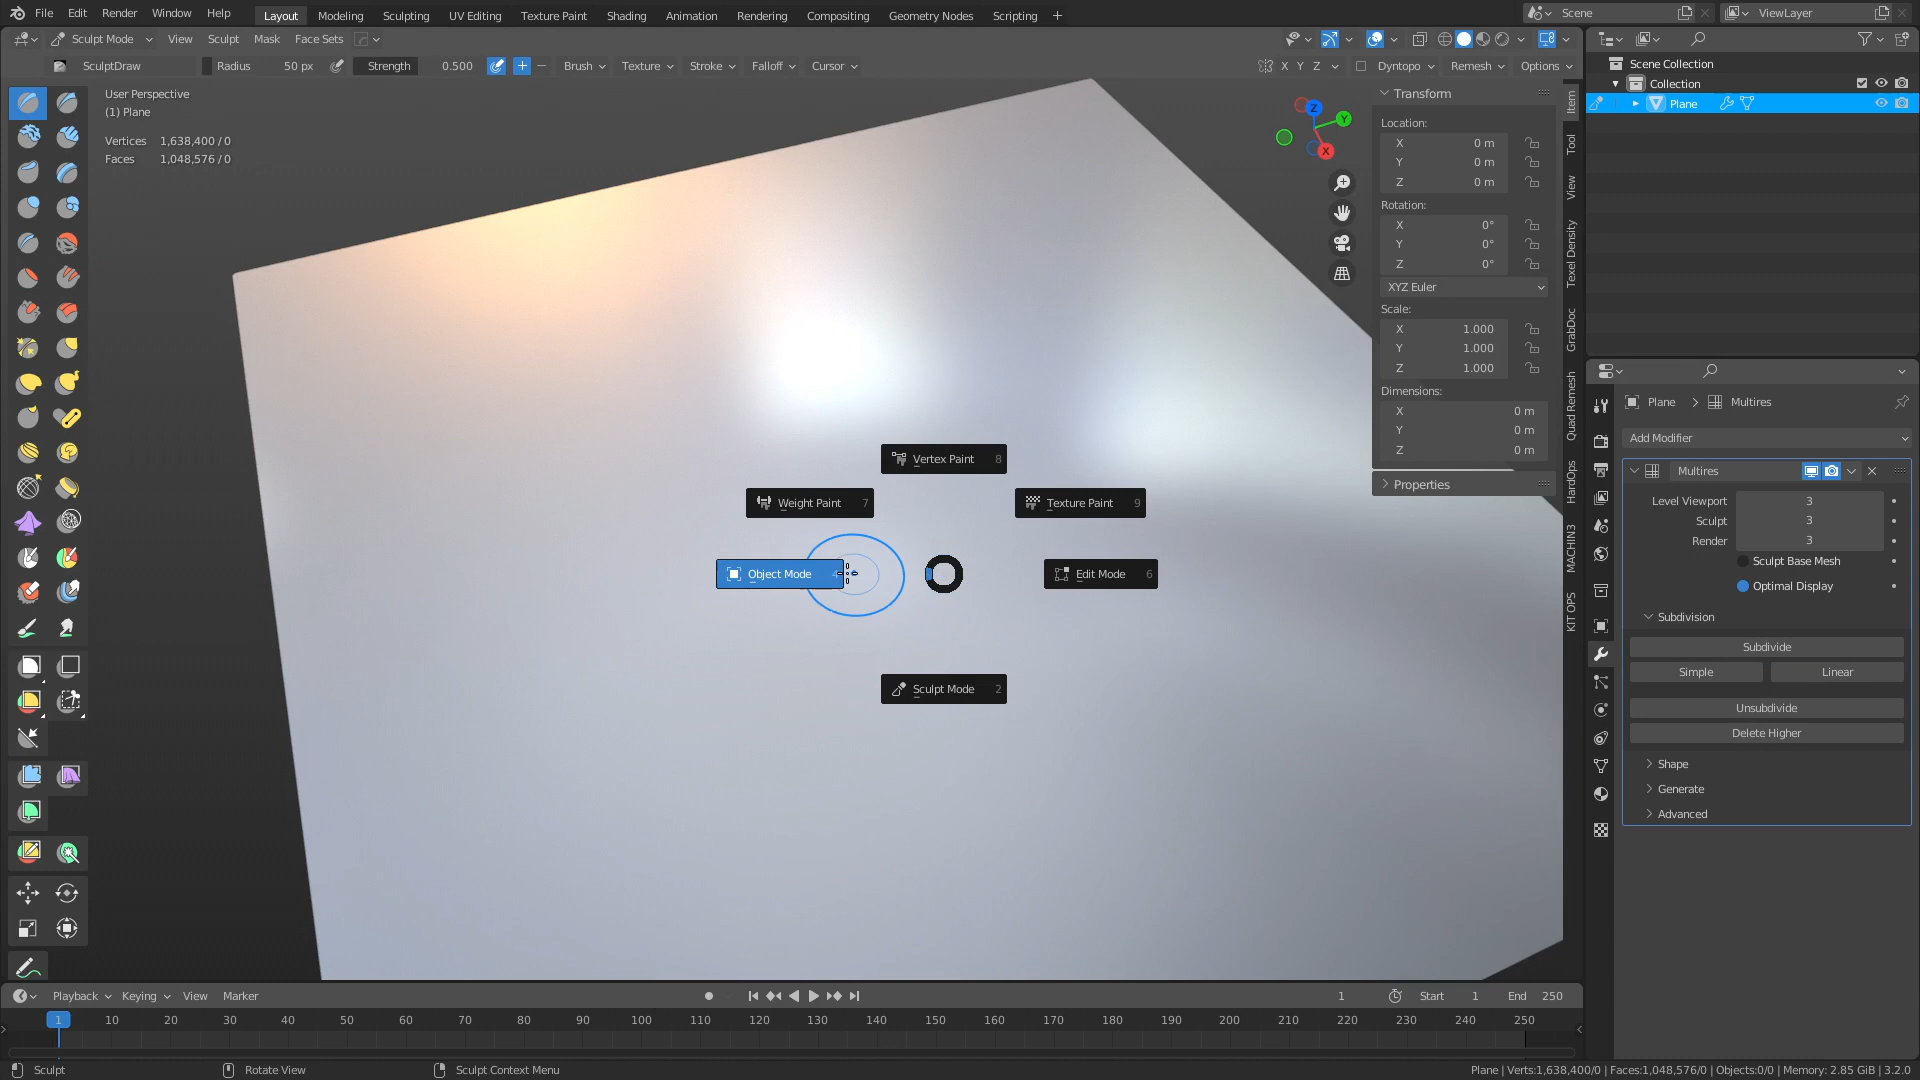 File Edit Render Window Help Layout Modeling Sculpting UV Editing Texture Paint Shading Animation Rendering Compositing Geometry Nodes Scripting + Scene ViewLayer
Sculpt Mode View Sculpt Mask Face Sets
SculptDraw Radius 50 px Strength 0.500 Brush Texture Stroke Falloff Cursor X Y Z Dyntopo Remesh Options
User Perspective
(1) Plane
Vertices 1,638,400 / 0
Faces 1,048,576 / 0
Z
Y
X
Vertex Paint 8
Weight Paint 7
Texture Paint 9
Object Mode 4
Edit Mode 6
Sculpt Mode 2
Transform
Location:
X 0 m
Y 0 m
Z 0 m
Rotation:
X 0°
Y 0°
Z 0°
XYZ Euler
Scale:
X 1.000
Y 1.000
Z 1.000
Dimensions:
X 0 m
Y 0 m
Z 0 m
Properties
Item
Tool
View
Texel Density
GrabDoc
Quad Remesh
HardOps
MACHIN3
KIT OPS
Scene Collection
Collection
Plane
Plane > Multires
Add Modifier
Multires
Level Viewport 3
Sculpt 3
Render 3
Sculpt Base Mesh
Optimal Display
Subdivision
Subdivide
Simple Linear
Unsubdivide
Delete Higher
Shape
Generate
Advanced
Playback Keying View Marker 1 Start 1 End 250
1 10 20 30 40 50 60 70 80 90 100 110 120 130 140 150 160 170 180 190 200 210 220 230 240 250
Sculpt Rotate View Sculpt Context Menu Plane | Verts:1,638,400/0 | Faces:1,048,576/0 | Objects:0/0 | Memory: 2.85 GiB | 3.2.0